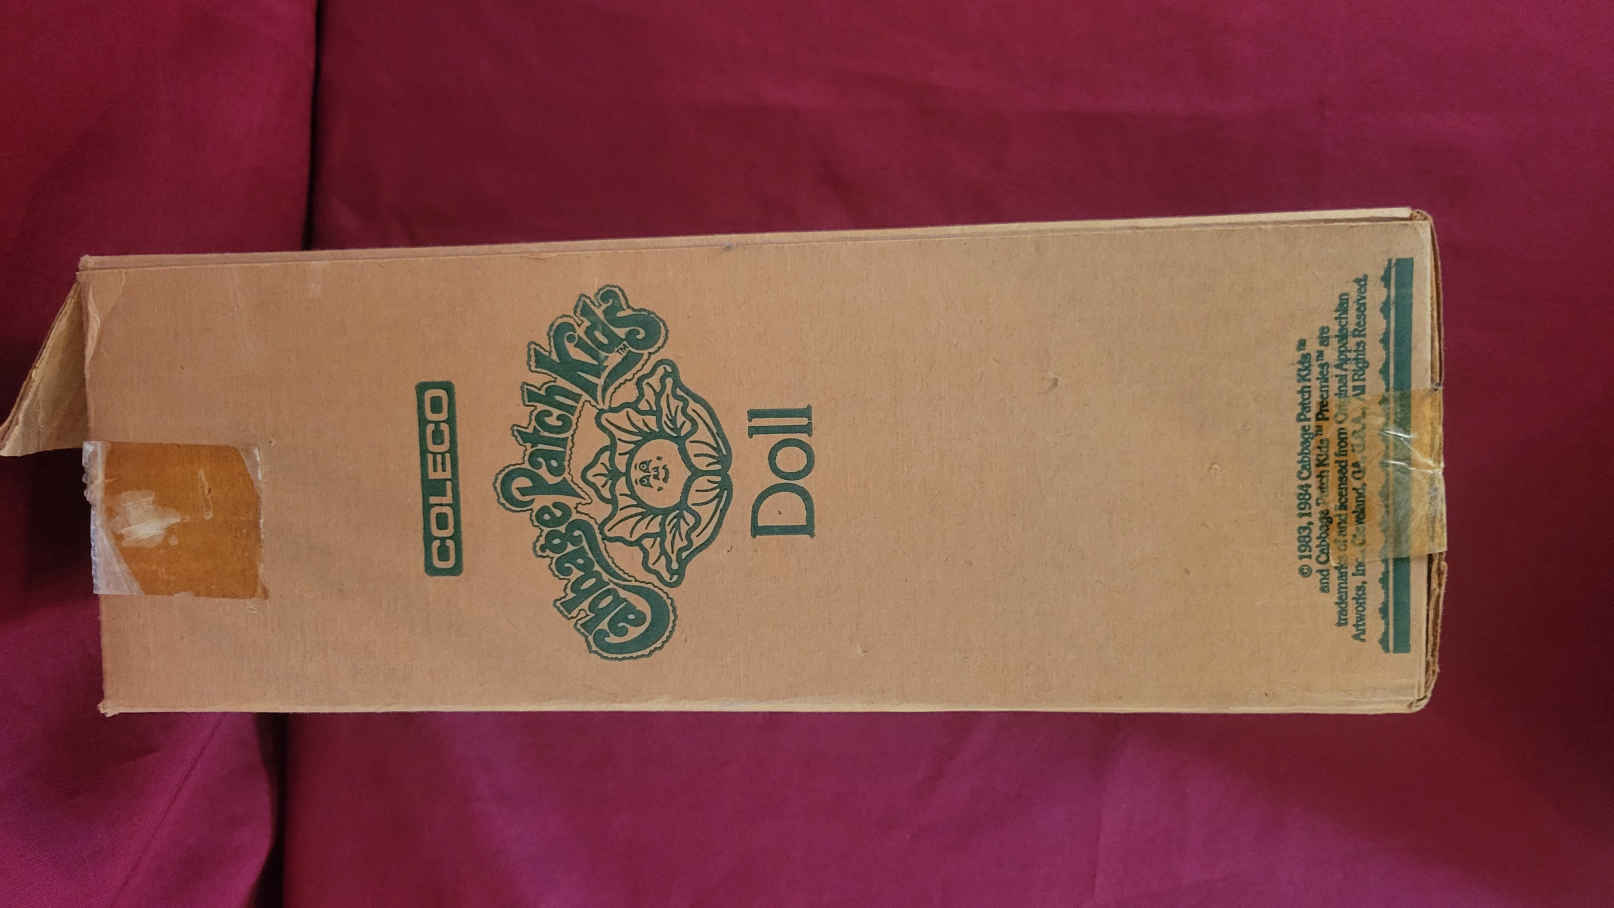 COLECO
Cabbage Patch Kids™
Doll
© 1983, 1984 Cabbage Patch Kids™
and Cabbage Patch Kids™ Preemies™ are
trademarks of and licensed from Original Appalachian
Artworks, Inc. Cleveland, GA. U.S.A. All Rights Reserved.